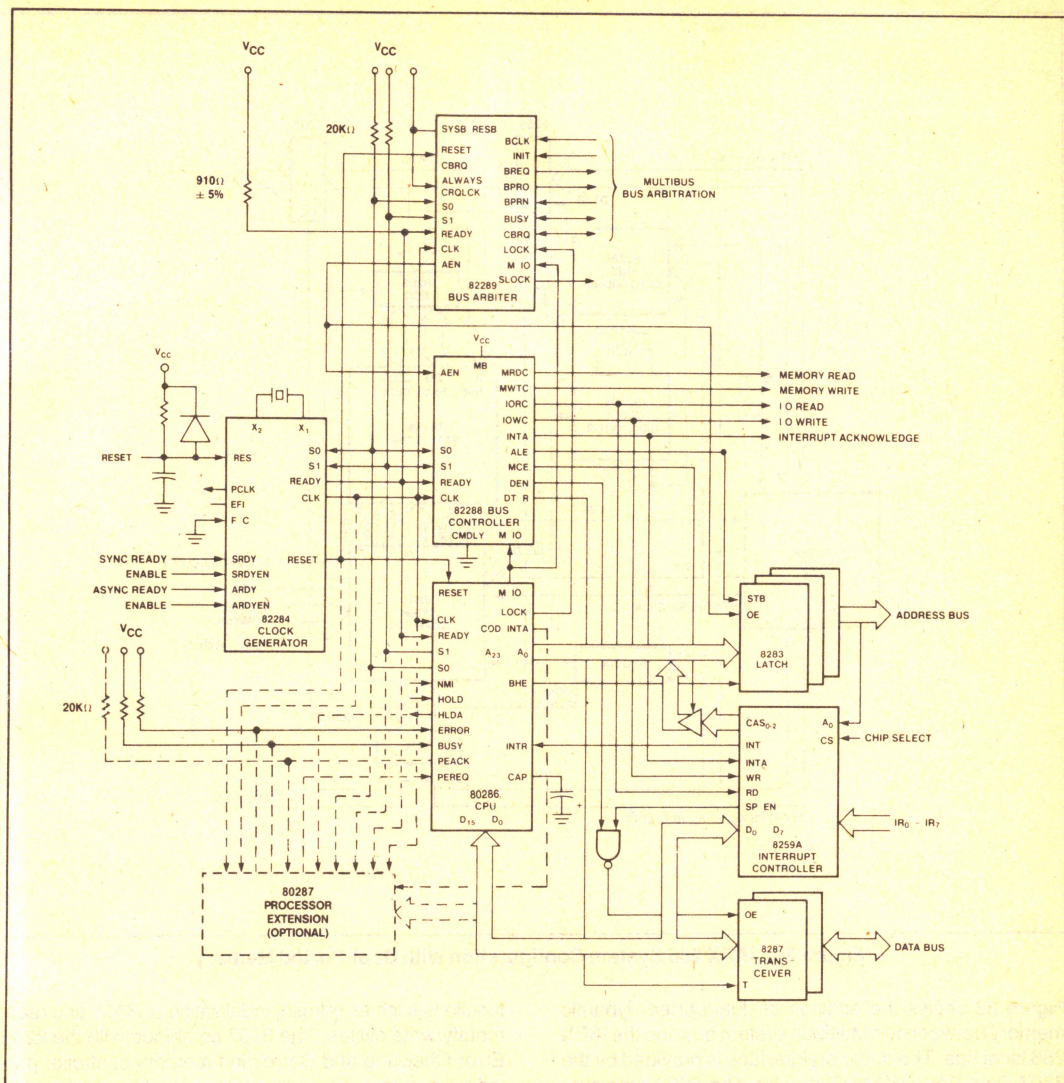 VCC
VCC
20KΩ
910Ω
± 5%
SYSB RESB
RESET
CBRQ
ALWAYS
CRQLCK
S0
S1
READY
CLK
AEN
BCLK
INIT
BREQ
BPRO
BPRN
BUSY
CBRQ
LOCK
M IO
SLOCK
82289
BUS ARBITER
MULTIBUS
BUS ARBITRATION
VCC
MB
AEN
S0
S1
READY
CLK
MRDC
MWTC
IORC
IOWC
INTA
ALE
MCE
DEN
DT R
82288 BUS
CONTROLLER
CMDLY M IO
MEMORY READ
MEMORY WRITE
I O READ
I O WRITE
INTERRUPT ACKNOWLEDGE
VCC
RESET
X2 X1
RES
PCLK
EFI
F C
SRDY
SRDYEN
ARDY
ARDYEN
S0
S1
READY
CLK
RESET
82284
CLOCK
GENERATOR
SYNC READY
ENABLE
ASYNC READY
ENABLE
VCC
20KΩ
RESET M IO
LOCK
CLK
COD INTA
READY
S1
A23 A0
S0
NMI
BHE
HOLD
HLDA
ERROR
BUSY
INTR
PEACK
PEREQ
CAP
80286
CPU
D15 D0
+
STB
OE
8283
LATCH
ADDRESS BUS
CAS0-2
A0
INT
CS
CHIP SELECT
INTA
WR
RD
SP EN
D0 D7
8259A
INTERRUPT
CONTROLLER
IR0 - IR7
80287
PROCESSOR
EXTENSION
(OPTIONAL)
OE
8287
TRANS-
CEIVER
T
DATA BUS